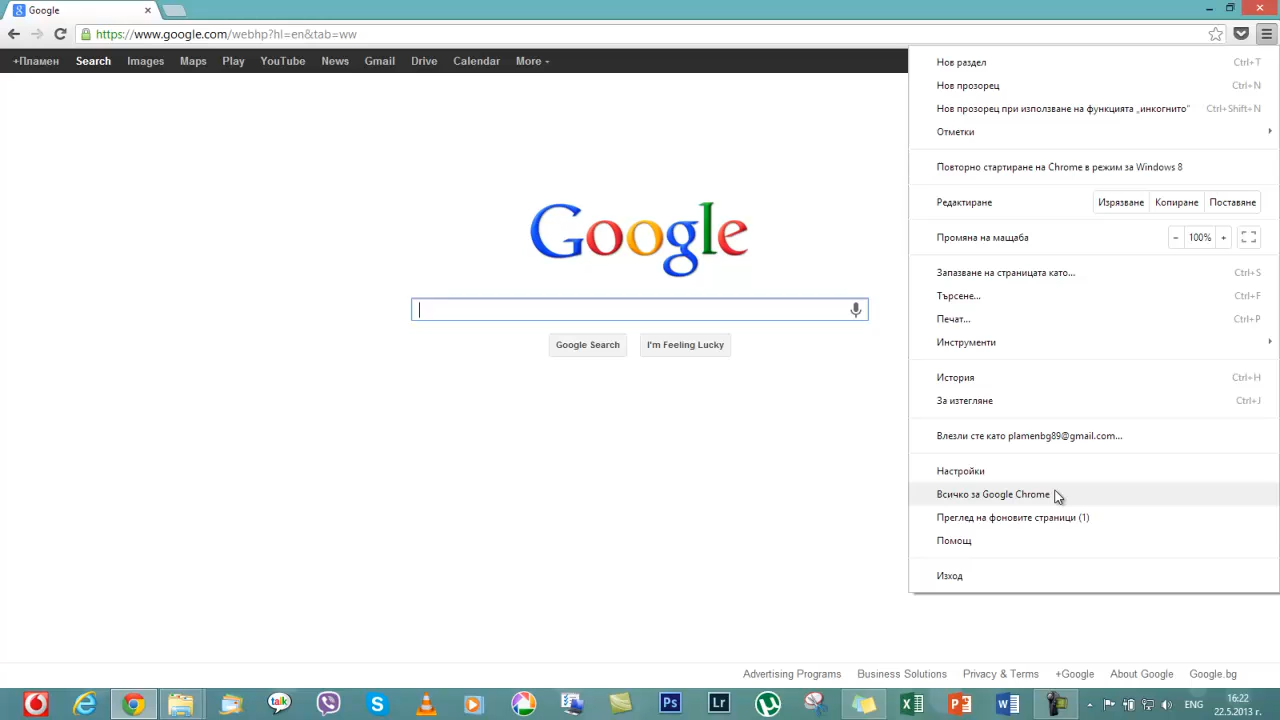 Google
https://www.google.com/webhp?hl=en&tab=ww
+Пламен Search Images Maps Play YouTube News Gmail Drive Calendar More
Нов раздел Ctrl+T
Нов прозорец Ctrl+N
Нов прозорец при използване на функцията „инкогнито“ Ctrl+Shift+N
Отметки
Повторно стартиране на Chrome в режим за Windows 8
Редактиране Изрязване Копиране Поставяне
Промяна на мащаба − 100% +
Запазване на страницата като... Ctrl+S
Търсене... Ctrl+F
Печат... Ctrl+P
Инструменти
История Ctrl+H
За изтегляне Ctrl+J
Влезли сте като plamenbg89@gmail.com...
Настройки
Всичко за Google Chrome
Преглед на фоновите страници (1)
Помощ
Изход
Google
Google Search I'm Feeling Lucky
Advertising Programs Business Solutions Privacy & Terms +Google About Google Google.bg
talk Ps Lr ENG 16:22
22.5.2013 г.